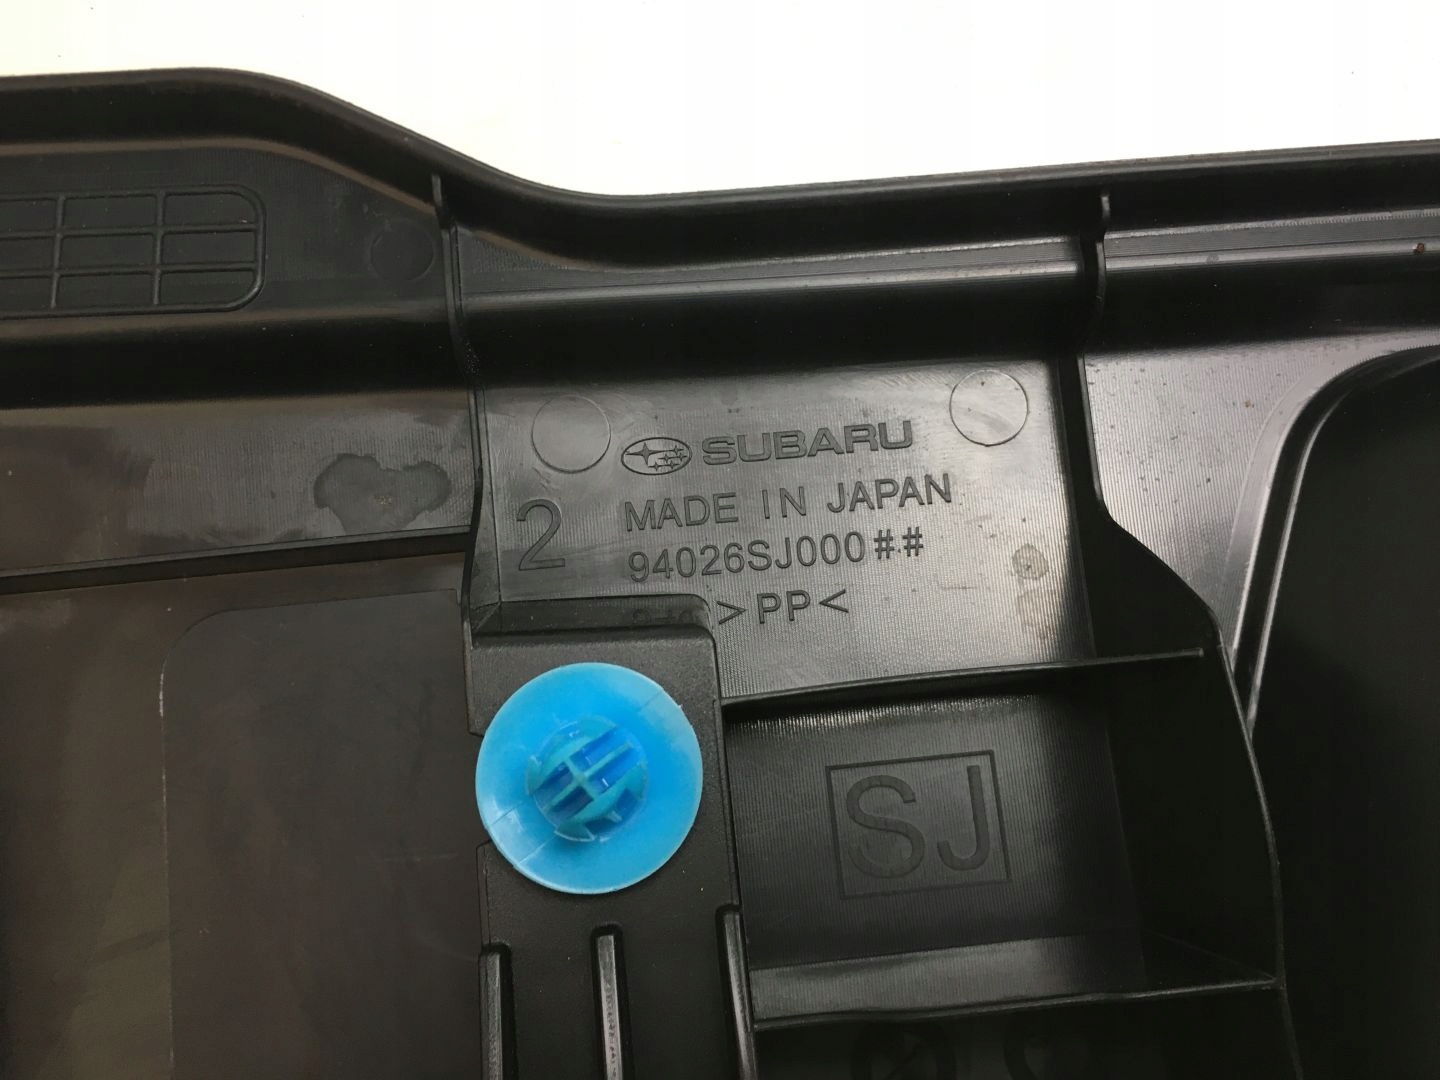 SUBARU
2
MADE IN JAPAN
94026SJ000##
>PP<
SJ